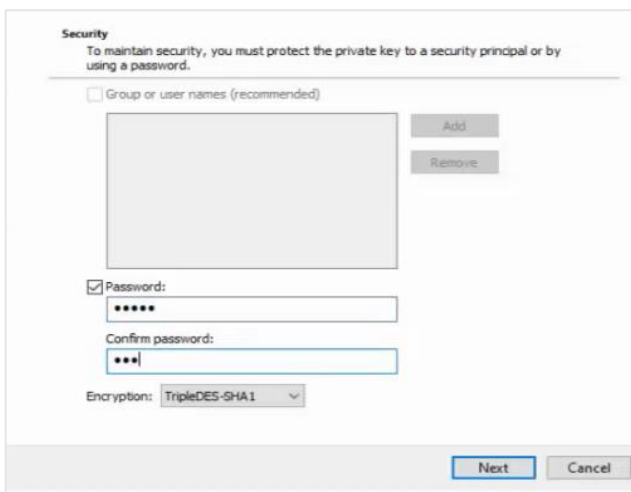 Security
To maintain security, you must protect the private key to a security principal or by
using a password.
Group or user names (recommended)
Add
Remove
Password:
•••••
Confirm password:
•••
Encryption: TripleDES-SHA1
Next Cancel